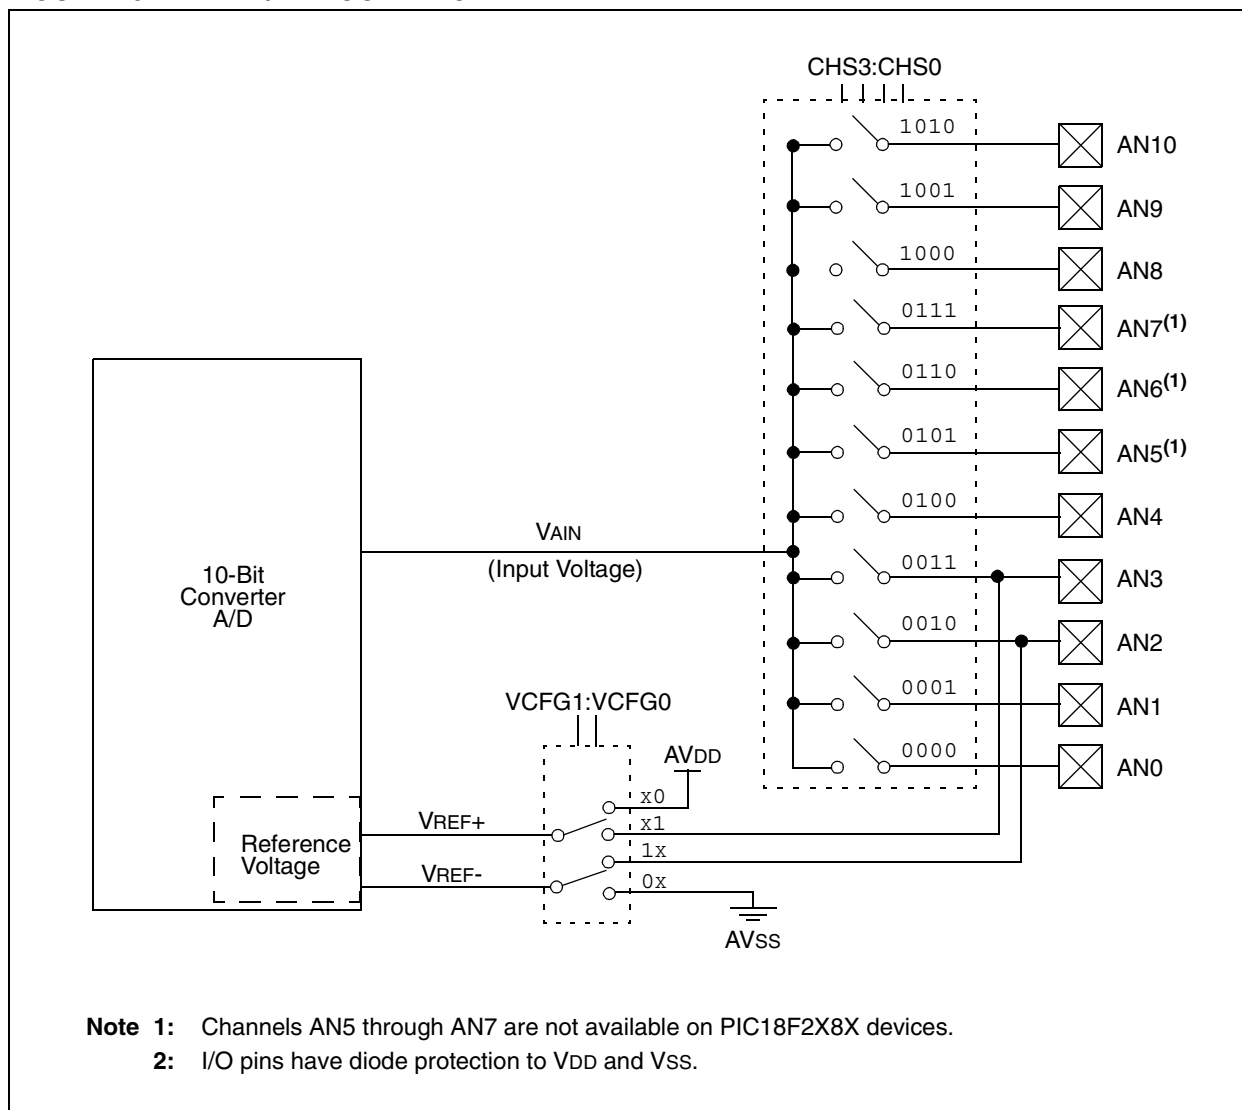 CHS3:CHS0
1010
AN10
1001
AN9
1000
AN8
0111
AN7(1)
0110
AN6(1)
0101
AN5(1)
0100
AN4
VAIN
(Input Voltage)
0011
AN3
10-Bit
Converter
A/D
0010
AN2
0001
AN1
VCFG1:VCFG0
0000
AN0
AVDD
x0
VREF+
x1
Reference
Voltage
1x
VREF-
0x
AVSS
Note 1: Channels AN5 through AN7 are not available on PIC18F2X8X devices.
2: I/O pins have diode protection to VDD and VSS.